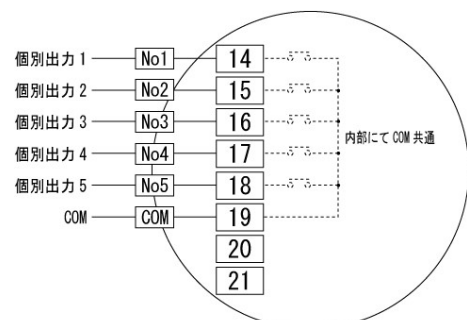 個別出力1 No1 14
個別出力2 No2 15
個別出力3 No3 16
内部にて COM 共通
個別出力4 No4 17
個別出力5 No5 18
COM COM 19
20
21